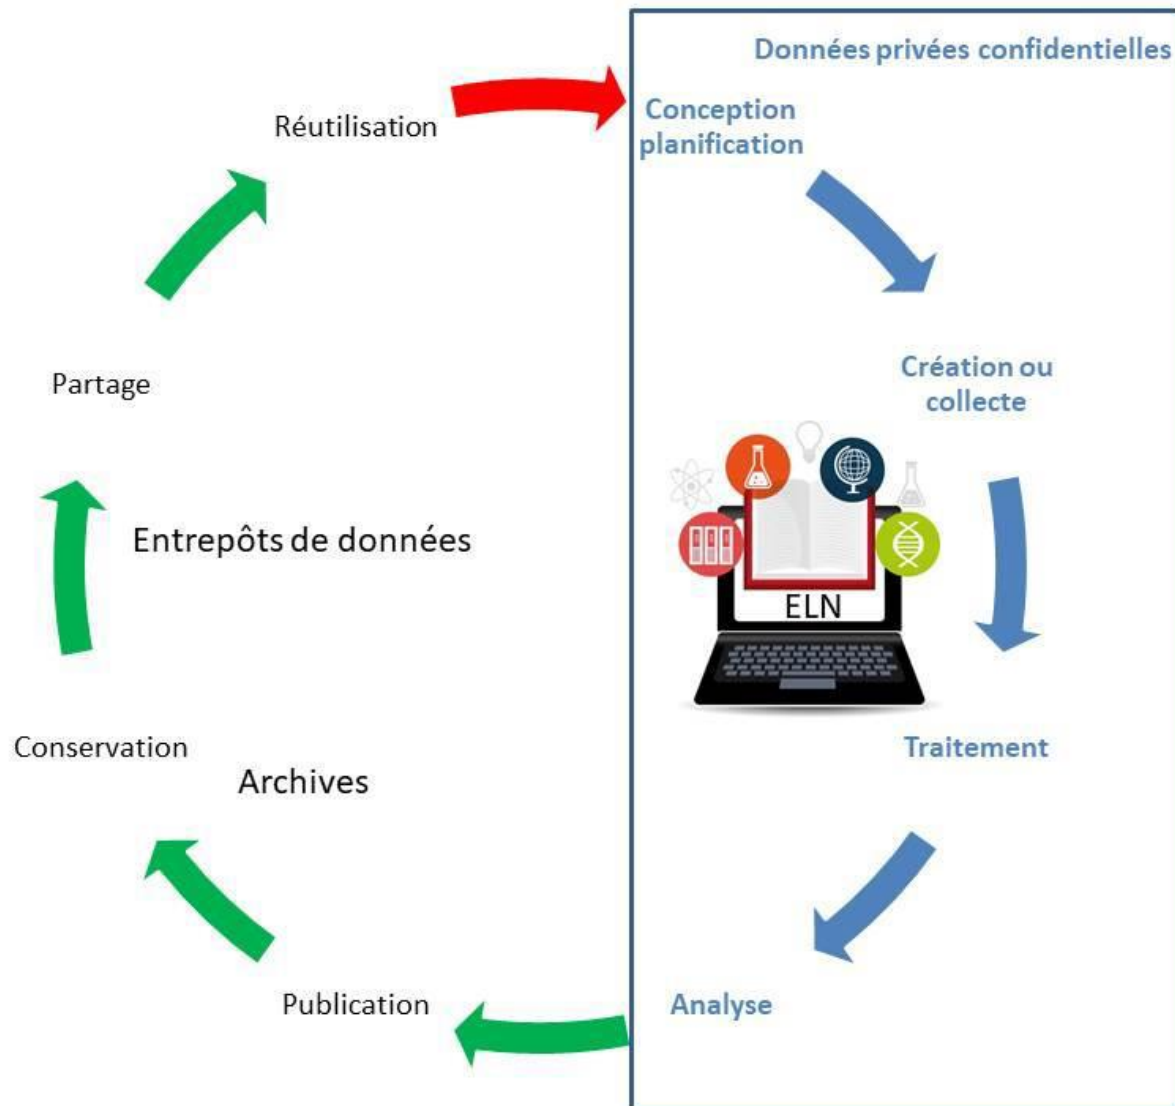 Données privées confidentielles
Conception
planification
Création ou
collecte
ELN
Traitement
Analyse
Publication
Conservation
Archives
Entrepôts de données
Partage
Réutilisation